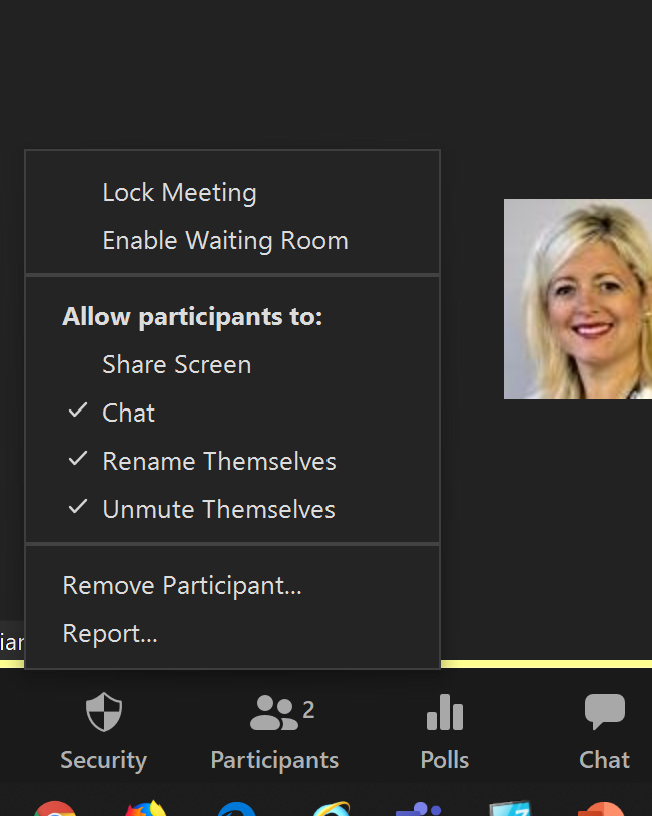 Lock Meeting
Enable Waiting Room
Allow participants to:
Share Screen
Chat
Rename Themselves
Unmute Themselves
Remove Participant...
Report...
2
Security
Participants
Polls
Chat